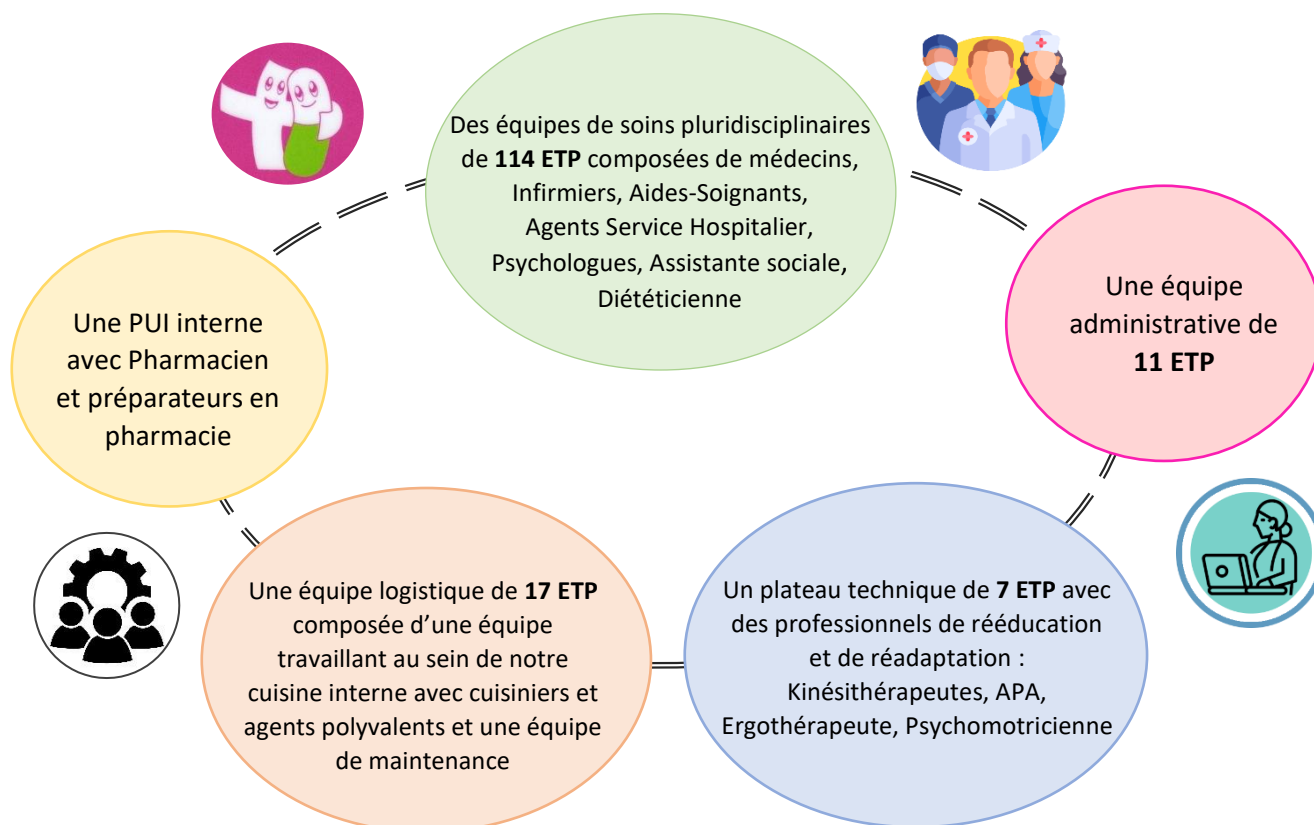 Des équipes de soins pluridisciplinaires
de 114 ETP composées de médecins,
Infirmiers, Aides-Soignants,
Agents Service Hospitalier,
Psychologues, Assistante sociale,
Diététicienne
Une équipe
administrative de
11 ETP
Une PUI interne
avec Pharmacien
et préparateurs en
pharmacie
Une équipe logistique de 17 ETP
composée d’une équipe
travaillant au sein de notre
cuisine interne avec cuisiniers et
agents polyvalents et une équipe
de maintenance
Un plateau technique de 7 ETP avec
des professionnels de rééducation
et de réadaptation :
Kinésithérapeutes, APA,
Ergothérapeute, Psychomotricienne